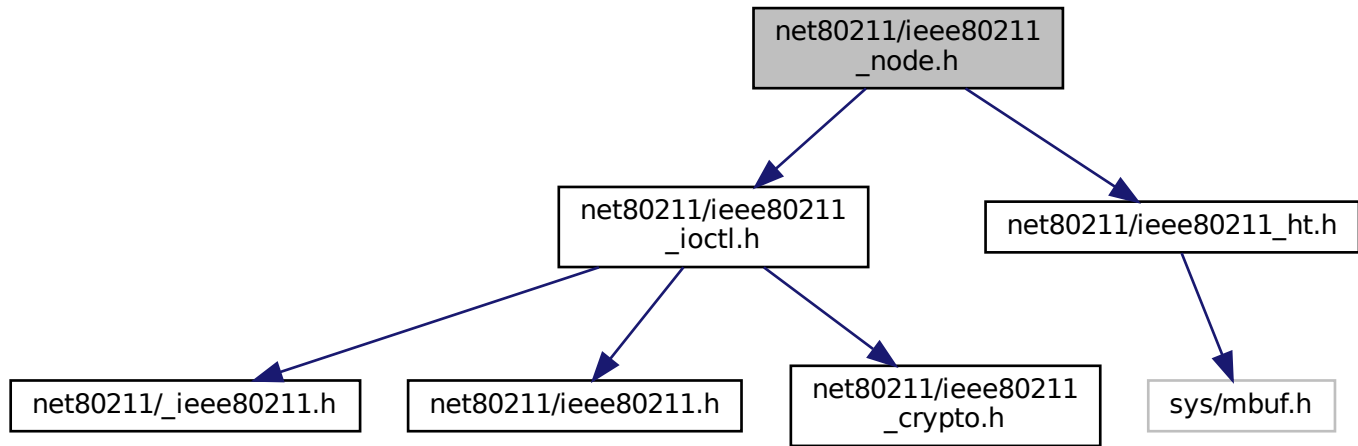 net80211/ieee80211
_node.h
net80211/ieee80211
_ioctl.h
net80211/ieee80211_ht.h
net80211/_ieee80211.h
net80211/ieee80211.h
net80211/ieee80211
_crypto.h
sys/mbuf.h